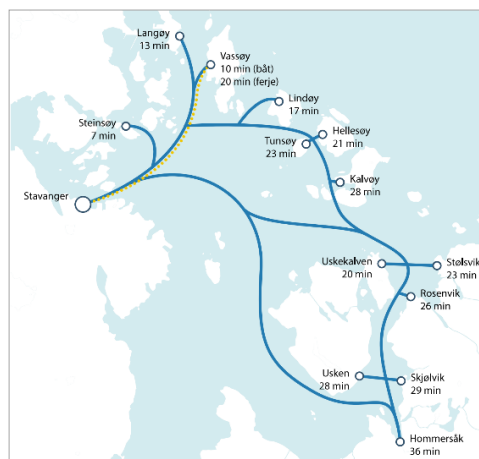 Langøy
13 min
Vassøy
10 min (båt)
20 min (ferje)
Lindøy
17 min
Steinsøy
7 min
Hellesøy
21 min
Tunsøy
23 min
Kalvøy
28 min
Stavanger
Uskekalven
20 min
Stølsvik
23 min
Rosenvik
26 min
Usken
28 min
Skjølvik
29 min
Hommersåk
36 min